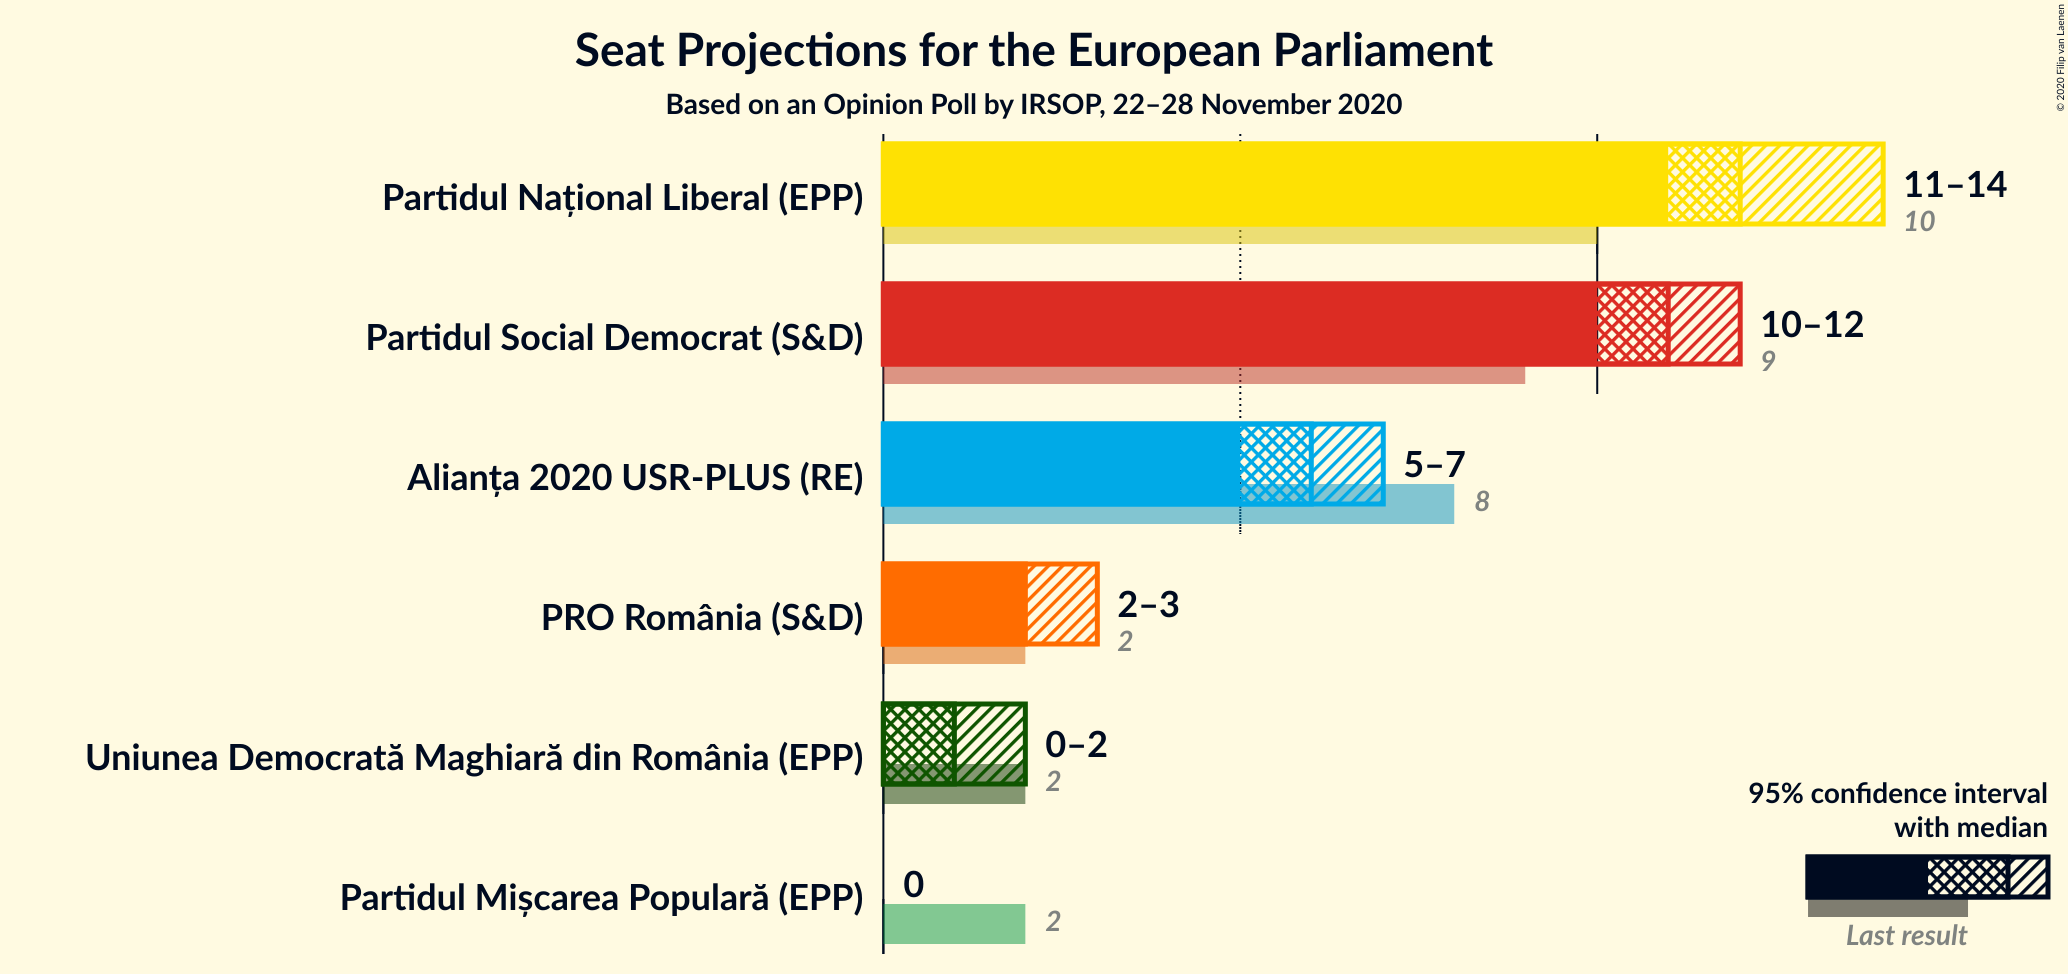 Seat Projections for the European Parliament
Based on an Opinion Poll by IRSOP, 22–28 November 2020
© 2020 Filip van Laenen
Partidul Național Liberal (EPP)
11–14
10
Partidul Social Democrat (S&D)
10–12
9
Alianța 2020 USR-PLUS (RE)
5–7
8
PRO România (S&D)
2–3
2
Uniunea Democrată Maghiară din România (EPP)
0–2
2
Partidul Mișcarea Populară (EPP)
0
2
95% confidence interval
with median
Last result